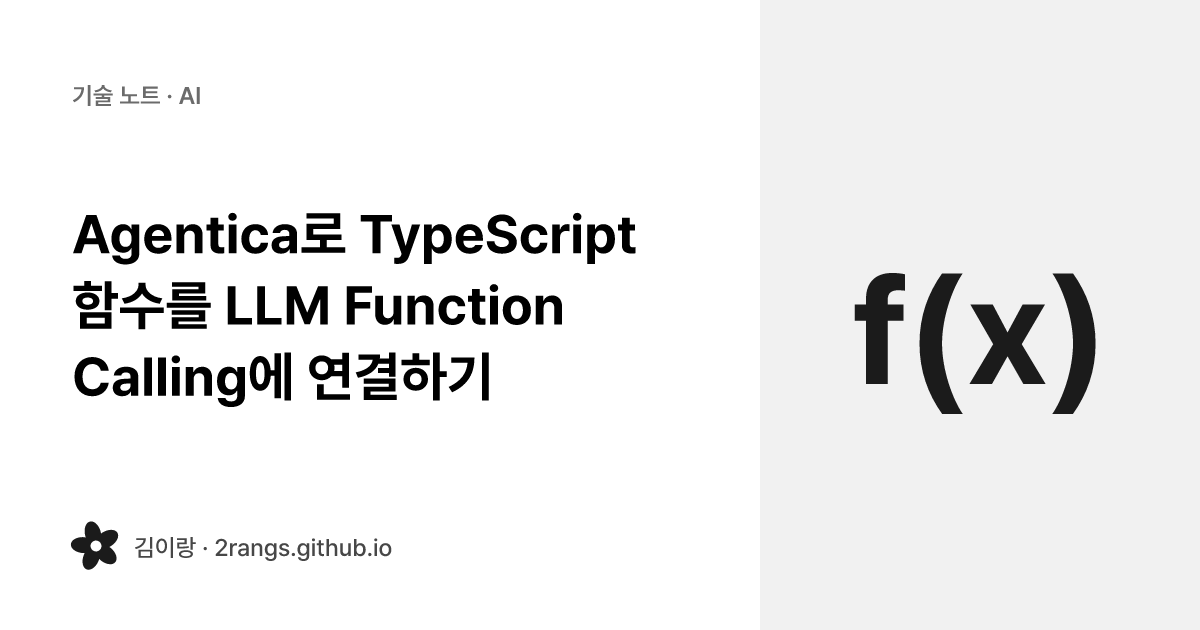 기술 노트 · AI
Agentica로 TypeScript
함수를 LLM Function
Calling에 연결하기
f(x)
김이랑 · 2rangs.github.io